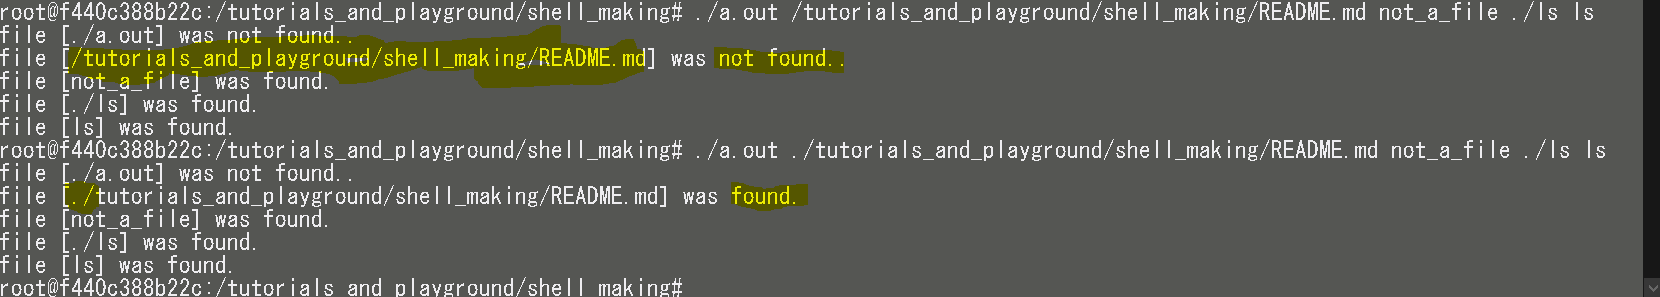 root@f440c388b22c:/tutorials_and_playground/shell_making# ./a.out /tutorials_and_playground/shell_making/README.md not_a_file ./ls ls
file [./a.out] was not found..
file [/tutorials_and_playground/shell_making/README.md] was not found..
file [not_a_file] was found.
file [./ls] was found.
file [ls] was found.
root@f440c388b22c:/tutorials_and_playground/shell_making# ./a.out ./tutorials_and_playground/shell_making/README.md not_a_file ./ls ls
file [./a.out] was not found..
file [./tutorials_and_playground/shell_making/README.md] was found.
file [not_a_file] was found.
file [./ls] was found.
file [ls] was found.
root@f440c388b22c:/tutorials_and_playground/shell_making#